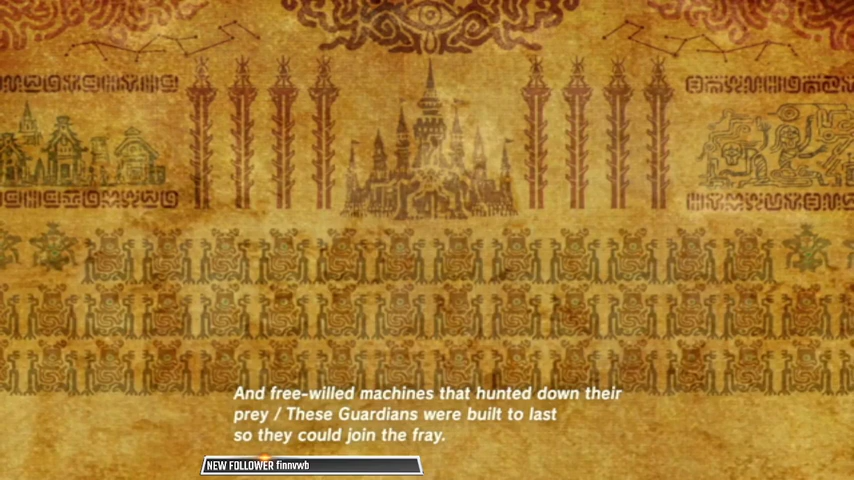 And free-willed machines that hunted down their
prey / These Guardians were built to last
so they could join the fray.
NEW FOLLOWER finnvwb